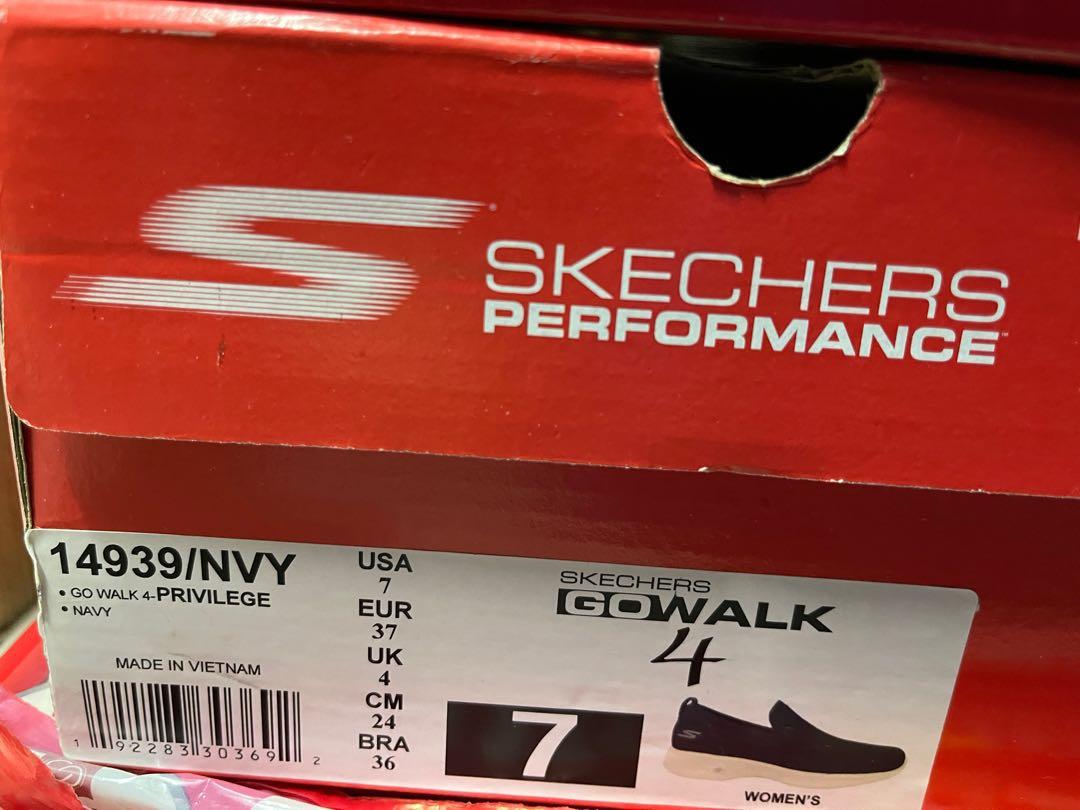 SKECHERS
PERFORMANCE™
14939/NVY
• GO WALK 4-PRIVILEGE
• NAVY
MADE IN VIETNAM
1 92283 30369 2
USA
7
EUR
37
UK
4
CM
24
BRA
36
SKECHERS
GOWALK
4
7
WOMEN'S